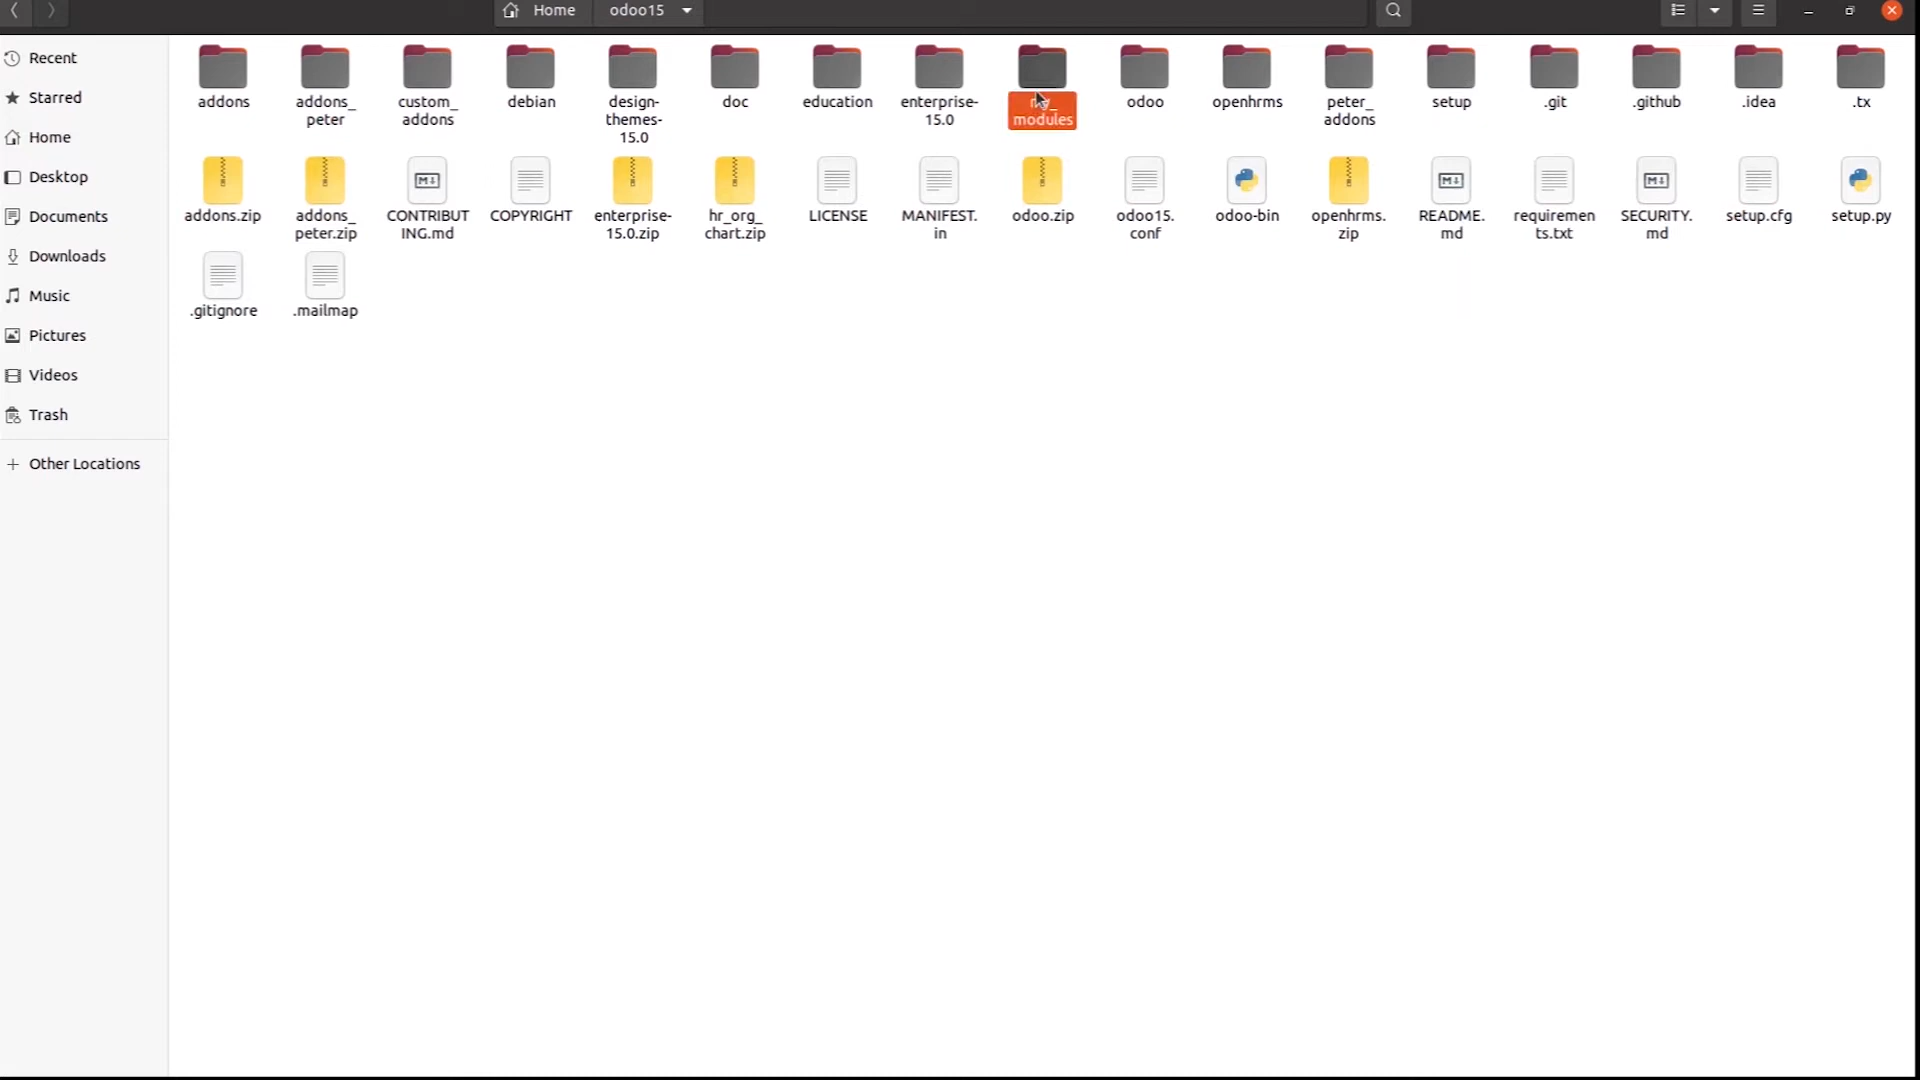 Home odoo15
Recent
Starred
Home
Desktop
Documents
Downloads
Music
Pictures
Videos
Trash
+ Other Locations
addons
addons_
peter
custom_
addons
debian
design-
themes-
15.0
doc
education
enterprise-
15.0
my_
modules
odoo
openhrms
peter_
addons
setup
.git
.github
.idea
.tx
addons.zip
addons_
peter.zip
CONTRIBUT
ING.md
COPYRIGHT
enterprise-
15.0.zip
hr_org_
chart.zip
LICENSE
MANIFEST.
in
odoo.zip
odoo15.
conf
odoo-bin
openhrms.
zip
README.
md
requiremen
ts.txt
SECURITY.
md
setup.cfg
setup.py
.gitignore
.mailmap